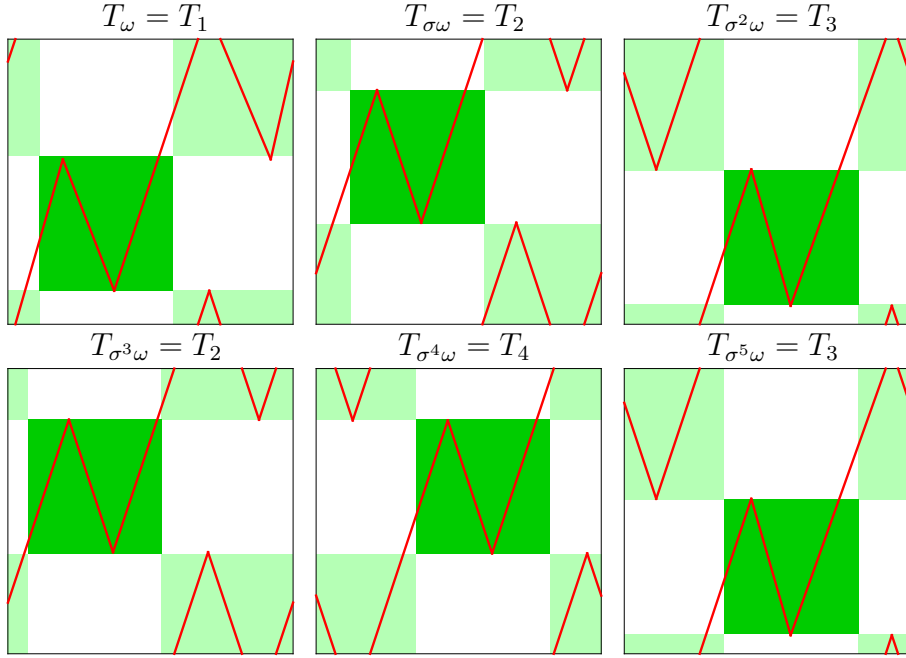 T_ω = T_1
T_{σω} = T_2
T_{σ²ω} = T_3
T_{σ³ω} = T_2
T_{σ⁴ω} = T_4
T_{σ⁵ω} = T_3